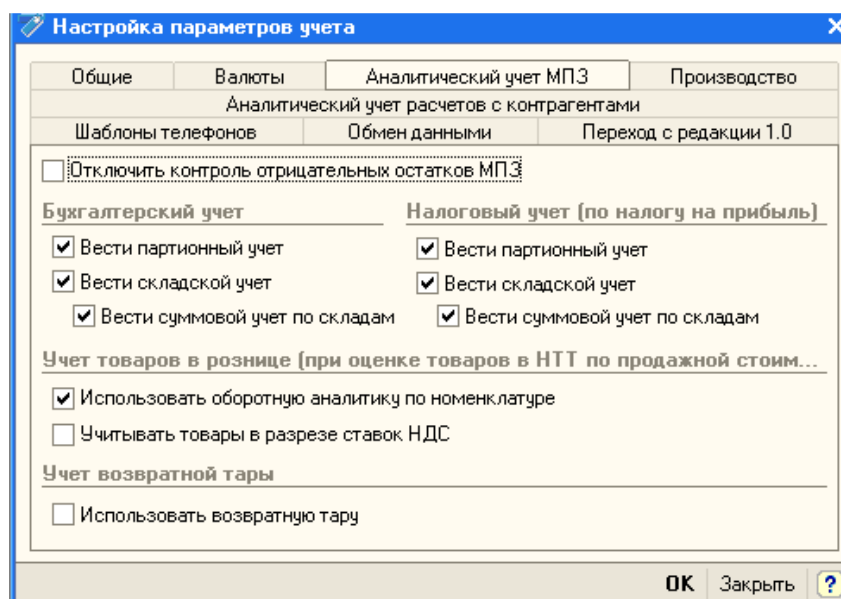 Настройка параметров учета
Общие Валюты Аналитический учет МПЗ Производство
Аналитический учет расчетов с контрагентами
Шаблоны телефонов Обмен данными Переход с редакции 1.0
Отключить контроль отрицательных остатков МПЗ
Бухгалтерский учет Налоговый учет (по налогу на прибыль)
Вести партионный учет Вести партионный учет
Вести складской учет Вести складской учет
Вести суммовой учет по складам Вести суммовой учет по складам
Учет товаров в рознице (при оценке товаров в НТТ по продажной стоим...
Использовать оборотную аналитику по номенклатуре
Учитывать товары в разрезе ставок НДС
Учет возвратной тары
Использовать возвратную тару
OK Закрыть ?